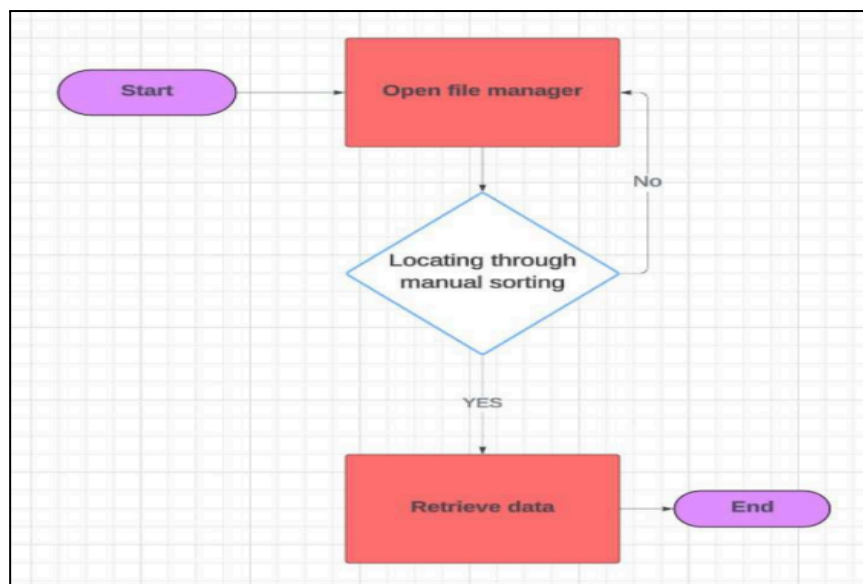 Start
Open file manager
No
Locating through
manual sorting
YES
Retrieve data
End